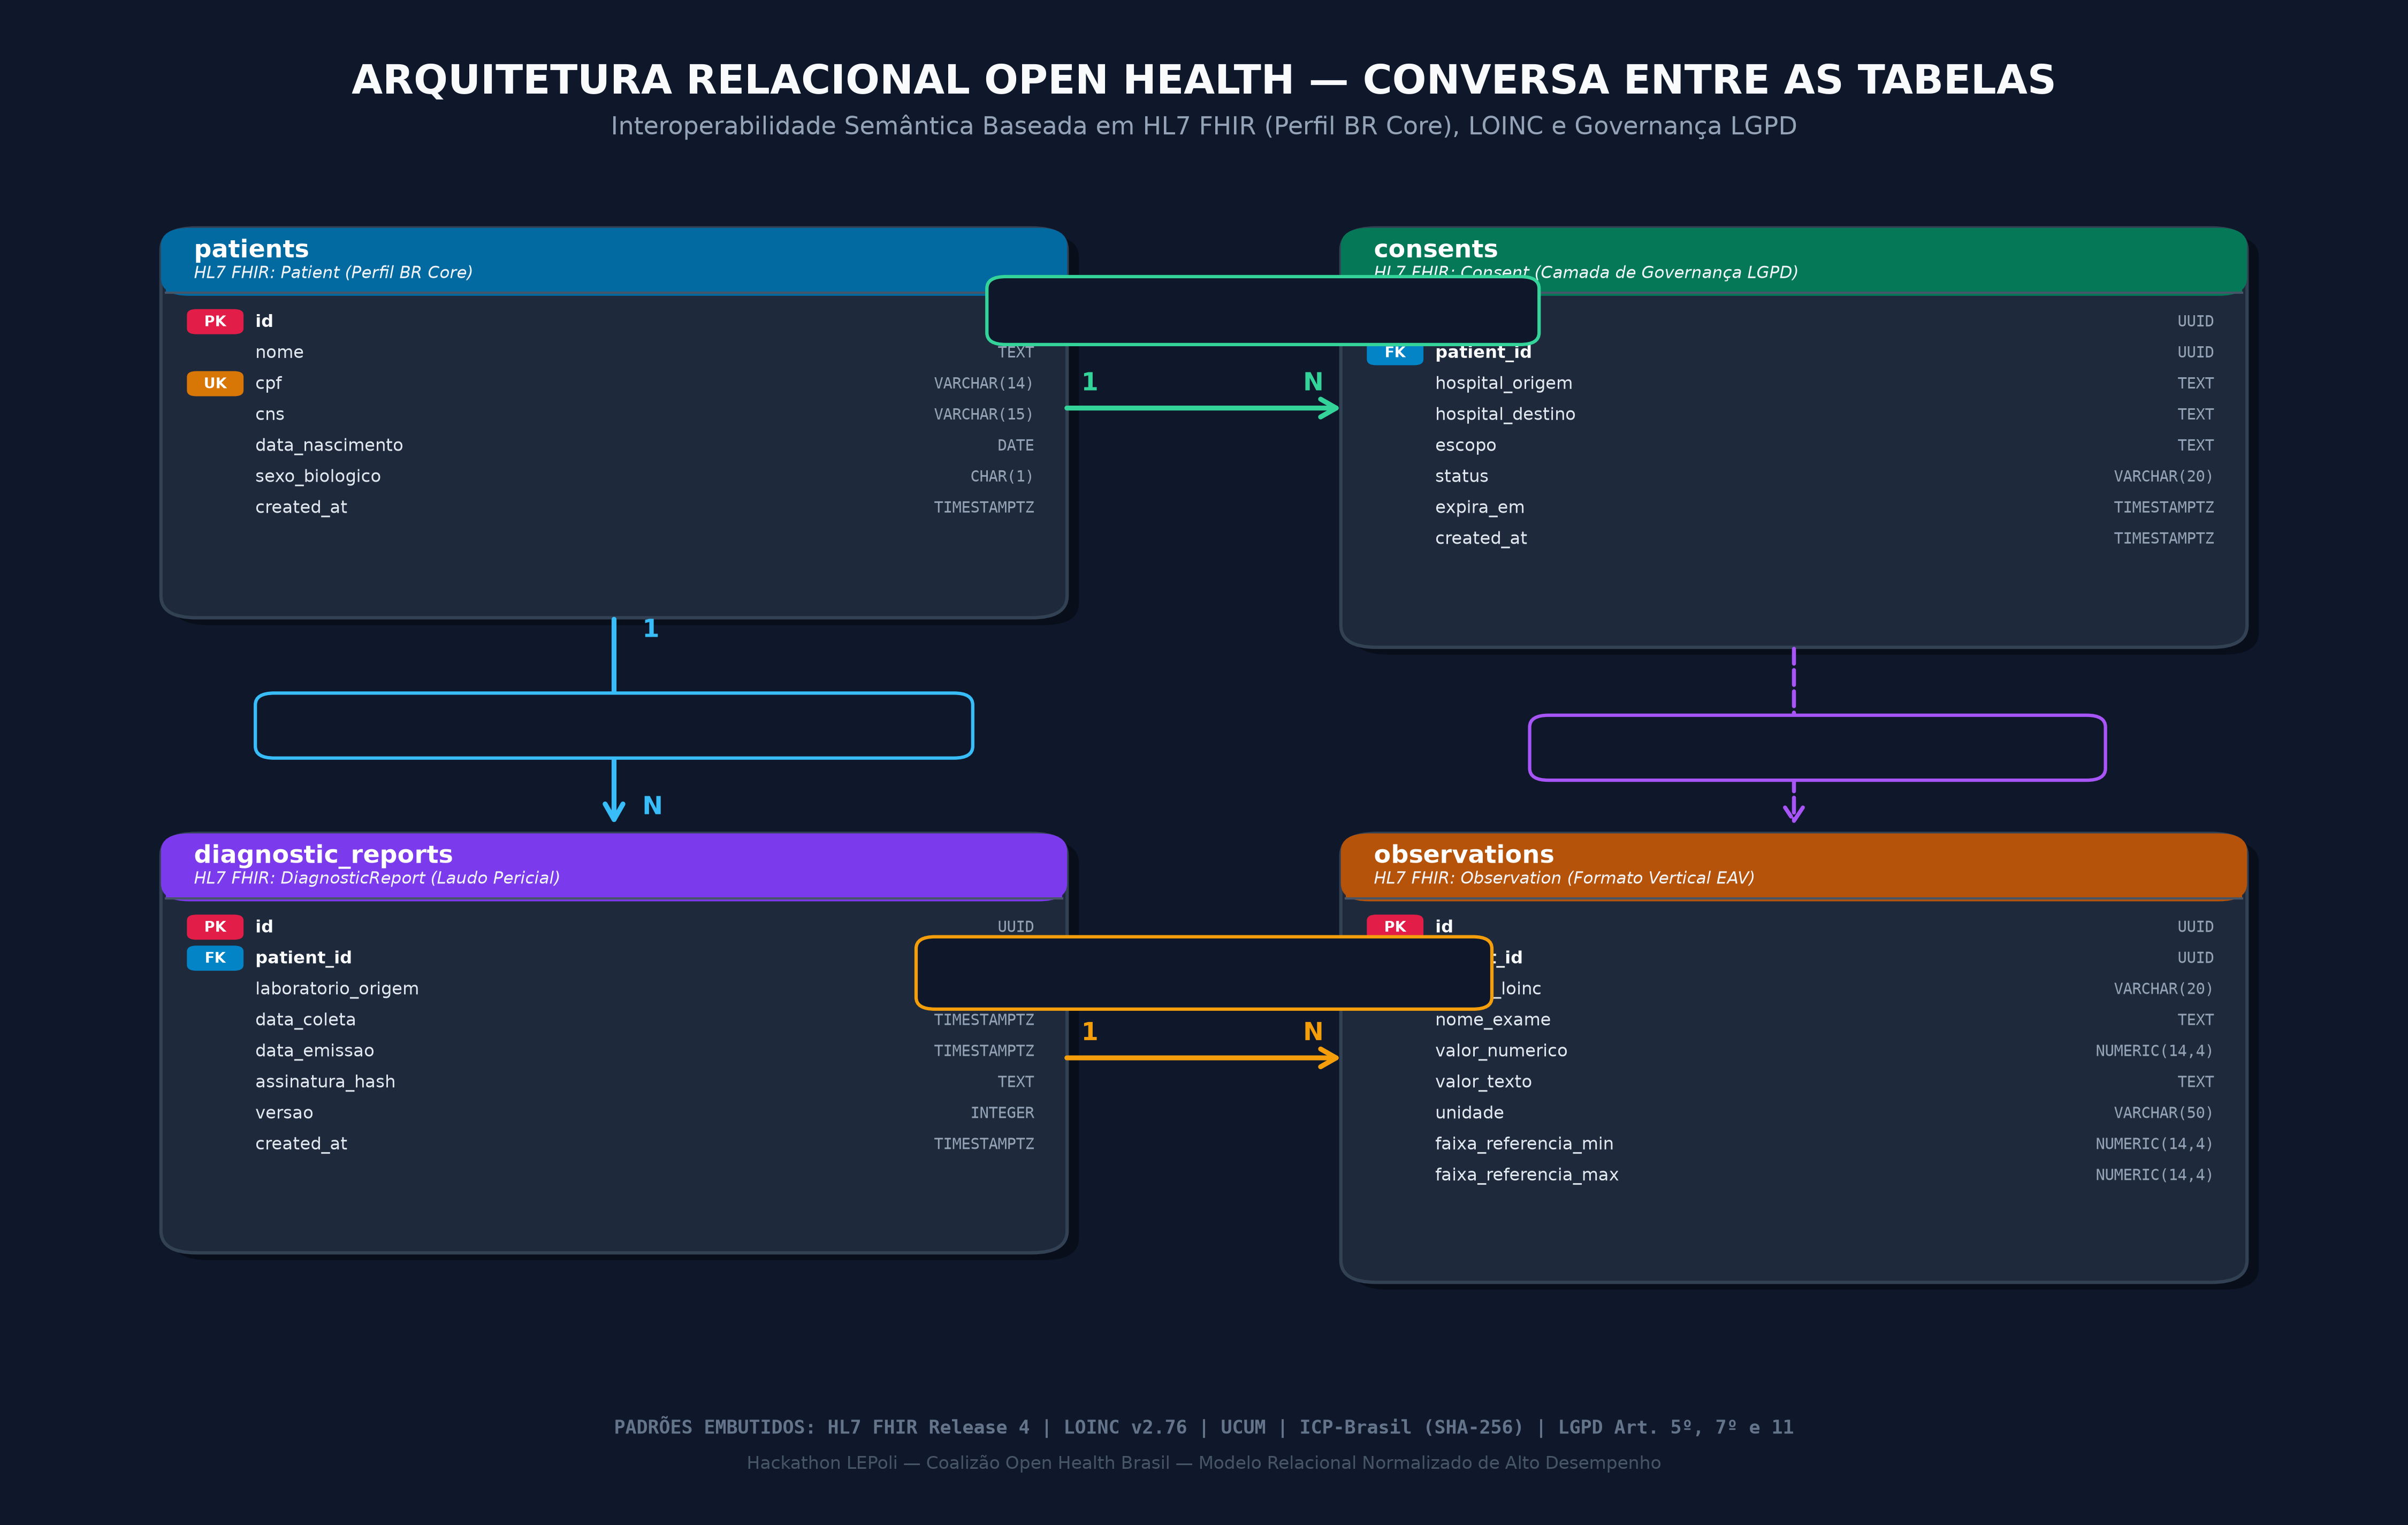 ARQUITETURA RELACIONAL OPEN HEALTH — CONVERSA ENTRE AS TABELAS
Interoperabilidade Semântica Baseada em HL7 FHIR (Perfil BR Core), LOINC e Governança LGPD
patients
HL7 FHIR: Patient (Perfil BR Core)
PK id
nome TEXT
UK cpf VARCHAR(14)
cns VARCHAR(15)
data_nascimento DATE
sexo_biologico CHAR(1)
created_at TIMESTAMPTZ
1 N
consents
HL7 FHIR: Consent (Camada de Governança LGPD)
UUID
FK patient_id UUID
hospital_origem TEXT
hospital_destino TEXT
escopo TEXT
status VARCHAR(20)
expira_em TIMESTAMPTZ
created_at TIMESTAMPTZ
1
N
diagnostic_reports
HL7 FHIR: DiagnosticReport (Laudo Pericial)
PK id UUID
FK patient_id
laboratorio_origem
data_coleta TIMESTAMPTZ
data_emissao TIMESTAMPTZ
assinatura_hash TEXT
versao INTEGER
created_at TIMESTAMPTZ
1 N
observations
HL7 FHIR: Observation (Formato Vertical EAV)
PK id UUID
_id UUID
_loinc VARCHAR(20)
nome_exame TEXT
valor_numerico NUMERIC(14,4)
valor_texto TEXT
unidade VARCHAR(50)
faixa_referencia_min NUMERIC(14,4)
faixa_referencia_max NUMERIC(14,4)
PADRÕES EMBUTIDOS: HL7 FHIR Release 4 | LOINC v2.76 | UCUM | ICP-Brasil (SHA-256) | LGPD Art. 5º, 7º e 11
Hackathon LEPoli — Coalizão Open Health Brasil — Modelo Relacional Normalizado de Alto Desempenho